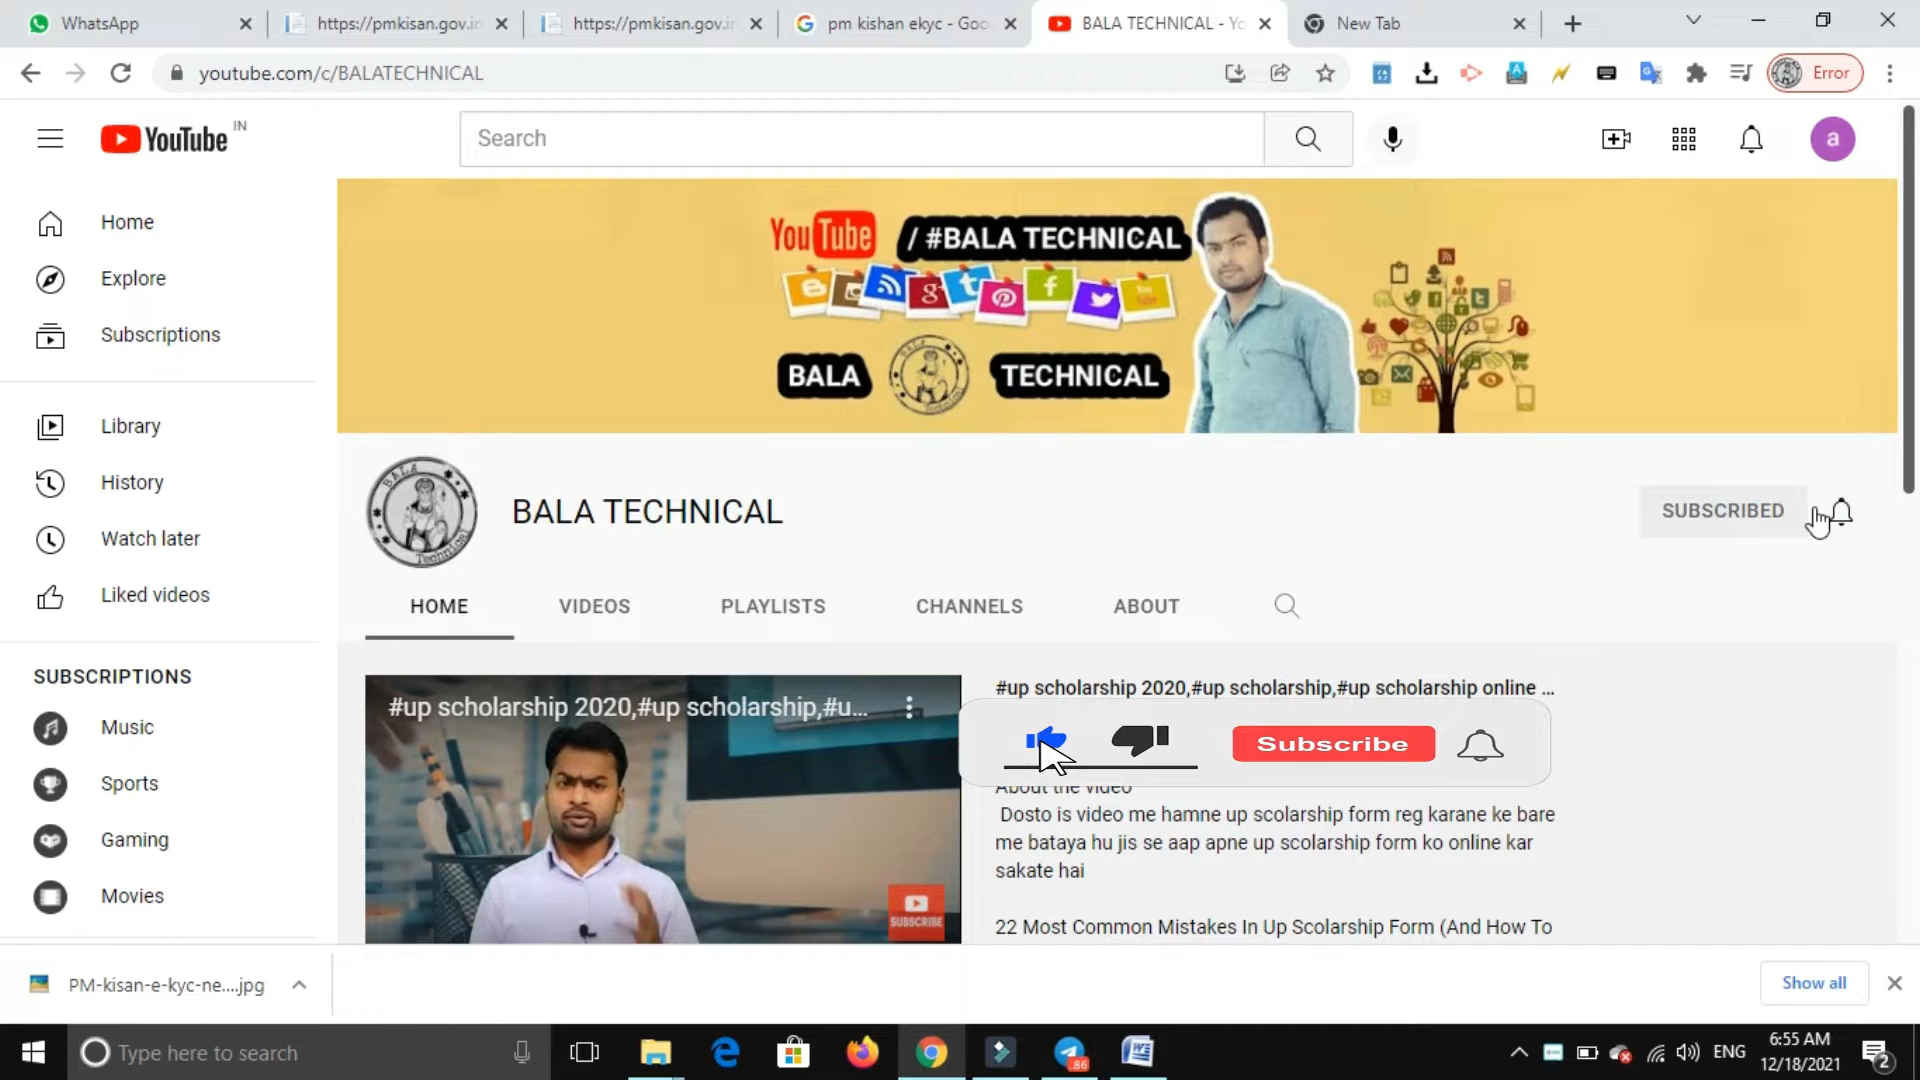 WhatsApp
https://pmkisan.gov.in
https://pmkisan.gov.in
pm kishan ekyc - Goo
BALA TECHNICAL - Yo
New Tab
youtube.com/c/BALATECHNICAL
Error
YouTube IN
Search
a
Home
Explore
Subscriptions
Library
History
Watch later
Liked videos
SUBSCRIPTIONS
Music
Sports
Gaming
Movies
YouTube / #BALA TECHNICAL
BALA TECHNICAL
BALA TECHNICAL
SUBSCRIBED
HOME VIDEOS PLAYLISTS CHANNELS ABOUT
#up scholarship 2020,#up scholarship,#u...
SUBSCRIBE
#up scholarship 2020,#up scholarship,#up scholarship online ...
Subscribe
About the video
Dosto is video me hamne up scolarship form reg karane ke bare
me bataya hu jis se aap apne up scolarship form ko online kar
sakate hai
22 Most Common Mistakes In Up Scolarship Form (And How To
PM-kisan-e-kyc-ne....jpg
Show all
Type here to search
86
ENG
6:55 AM
12/18/2021
2